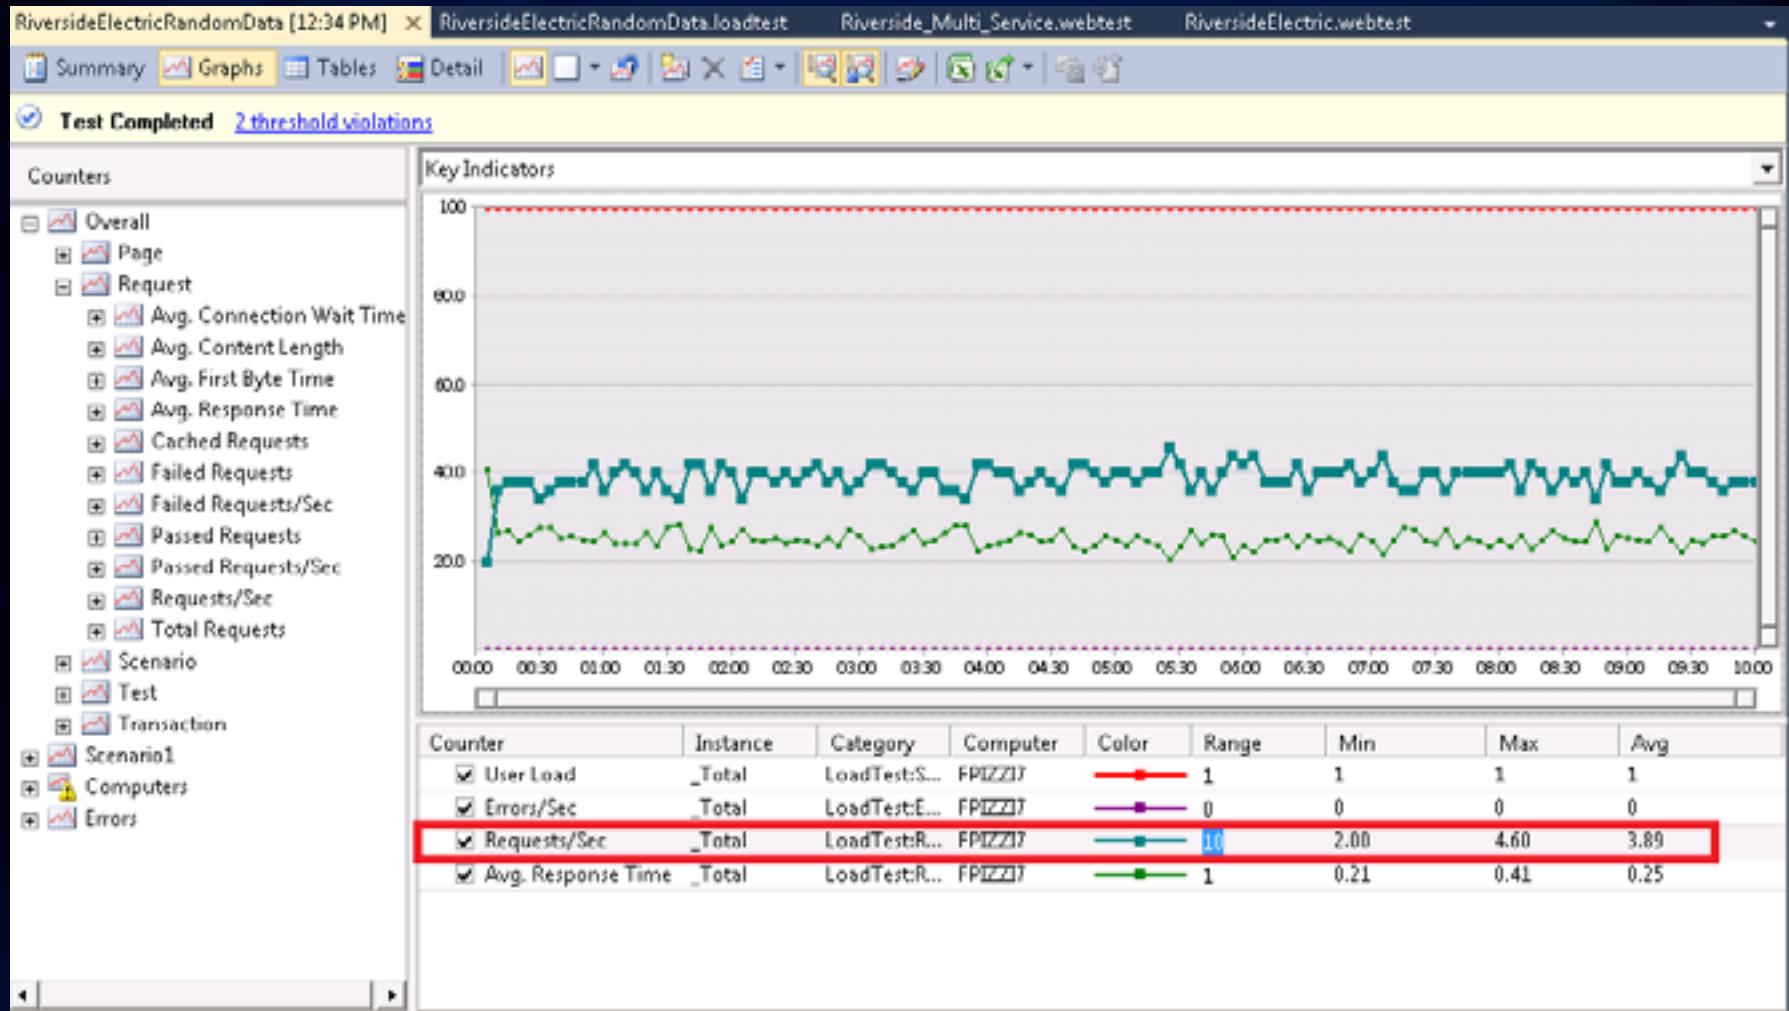 RiversideElectricRandomData [12:34 PM] × RiversideElectricRandomData.loadtest Riverside_Multi_Service.webtest RiversideElectric.webtest
Summary Graphs Tables Detail
Test Completed 2 threshold violations
Counters
Overall
Page
Request
Avg. Connection Wait Time
Avg. Content Length
Avg. First Byte Time
Avg. Response Time
Cached Requests
Failed Requests
Failed Requests/Sec
Passed Requests
Passed Requests/Sec
Requests/Sec
Total Requests
Scenario
Test
Transaction
Scenario1
Computers
Errors
Key Indicators
100
80.0
60.0
40.0
20.0
00:00 00:30 01:00 01:30 02:00 02:30 03:00 03:30 04:00 04:30 05:00 05:30 06:00 06:30 07:00 07:30 08:00 08:30 09:00 09:30 10:00
Counter Instance Category Computer Color Range Min Max Avg
User Load _Total LoadTest:S... 1 1 1 1
Errors/Sec _Total LoadTest:E... 0 0 0 0
Requests/Sec _Total LoadTest:R... 10 2.00 4.60 3.89
Avg. Response Time _Total LoadTest:R... 1 0.21 0.41 0.25